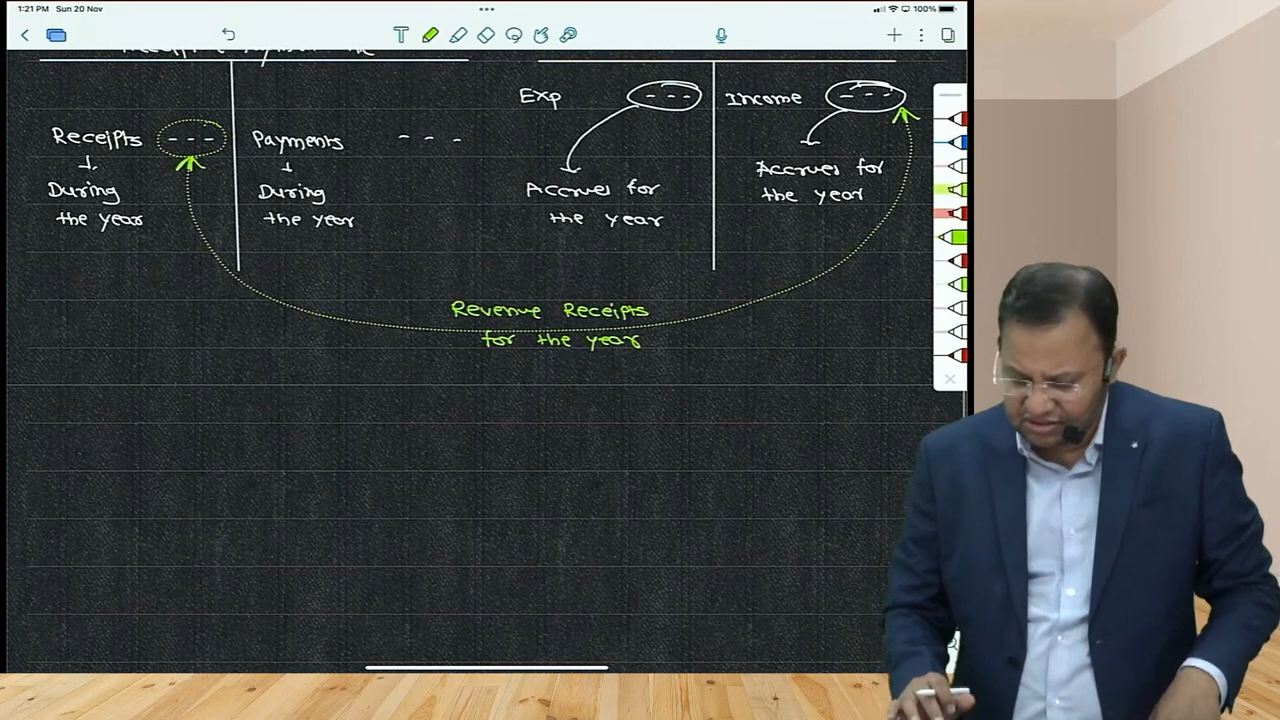 1:21 PM Sun 20 Nov
100%
Exp - - -
Income - - -
Receipts - - -
Payments - - -
During
the year
During
the year
Accrues for
the year
Accrues for
the year
Revenue Receipts
for the year